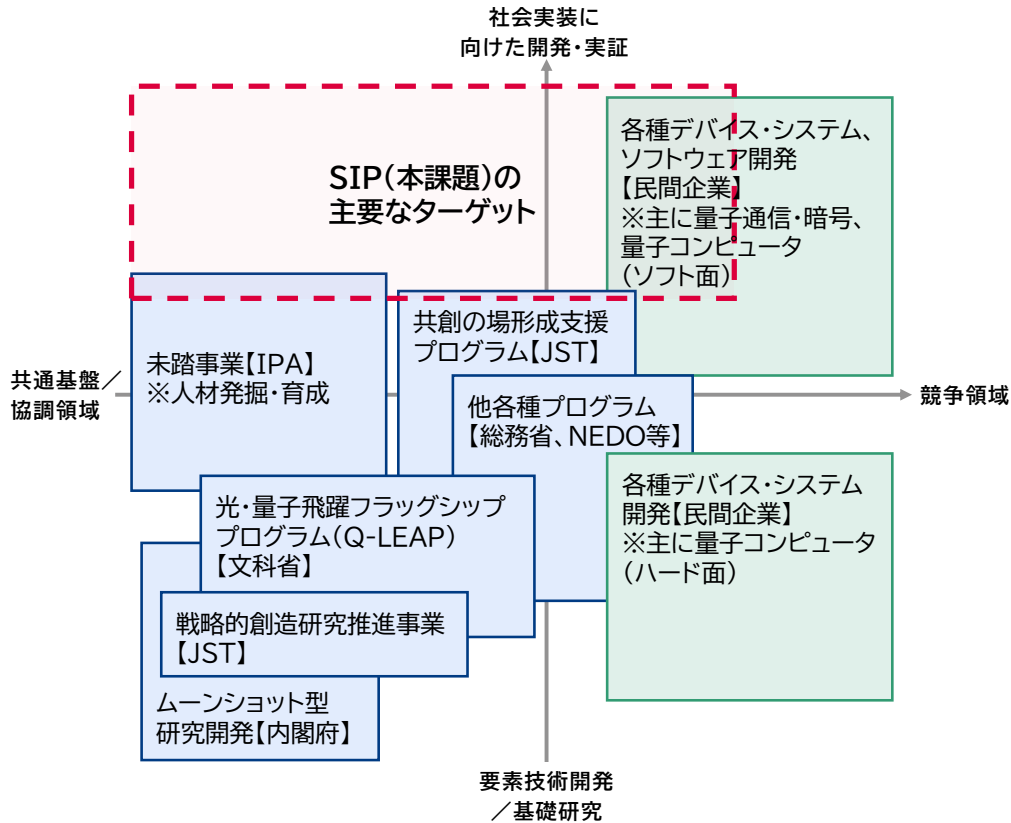 社会実装に
向けた開発・実証
SIP(本課題)の
主要なターゲット
各種デバイス・システム、
ソフトウェア開発
【民間企業】
※主に量子通信・暗号、
量子コンピュータ
(ソフト面)
未踏事業【IPA】
※人材発掘・育成
共創の場形成支援
プログラム【JST】
共通基盤／
協調領域
競争領域
他各種プログラム
【総務省、NEDO等】
光・量子飛躍フラッグシップ
プログラム(Q-LEAP)
【文科省】
各種デバイス・システム
開発【民間企業】
※主に量子コンピュータ
(ハード面)
戦略的創造研究推進事業
【JST】
ムーンショット型
研究開発【内閣府】
要素技術開発
／基礎研究